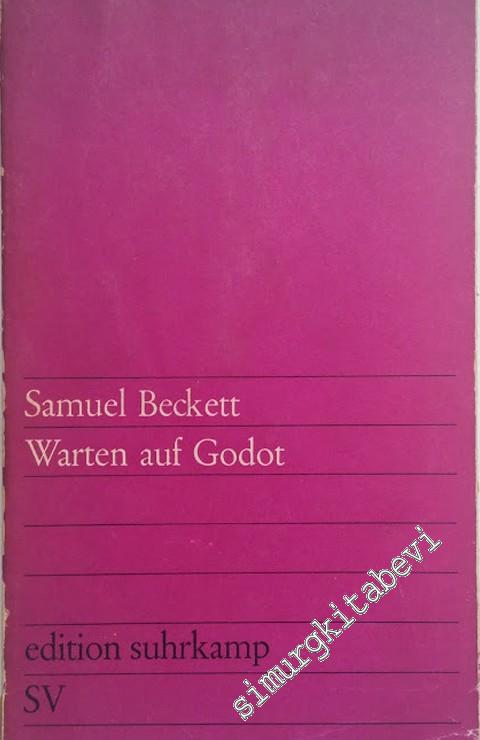 Samuel Beckett
Warten auf Godot
edition suhrkamp
SV
simurgkitabevi